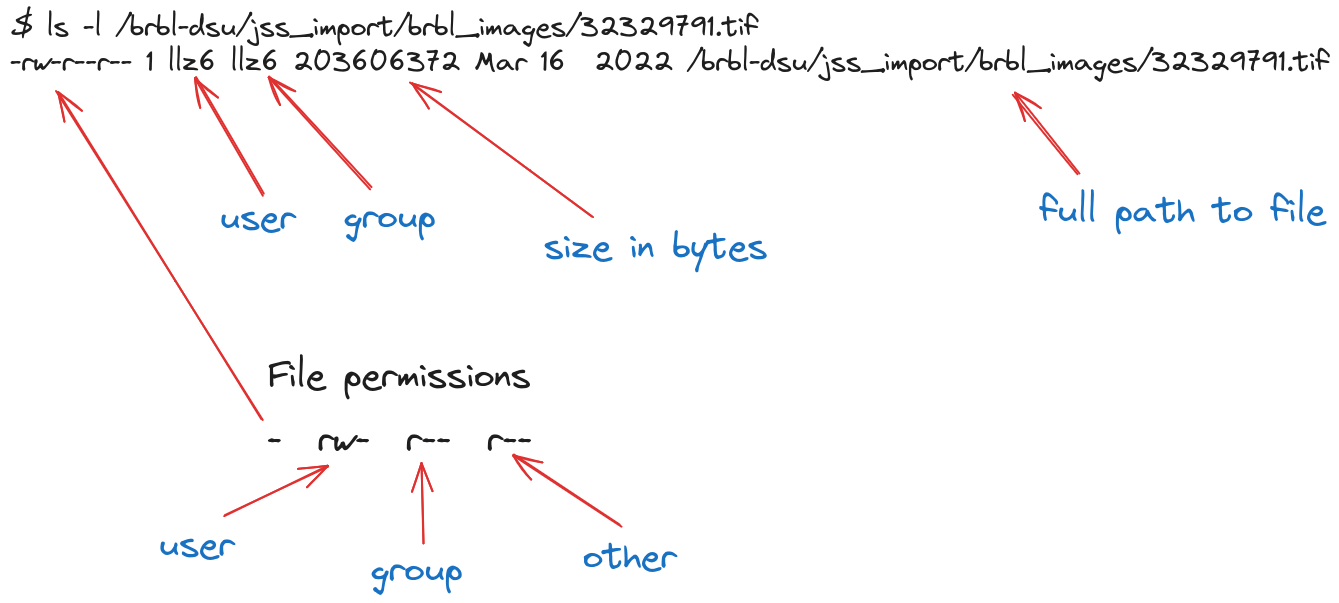 $ ls -l /brbl-dsu/jss_import/brbl_images/32329791.tif
-rw-r--r-- 1 llz6 llz6 203606372 Mar 16 2022 /brbl-dsu/jss_import/brbl_images/32329791.tif
user group
size in bytes
full path to file
File permissions
- rw- r-- r--
user
group
other